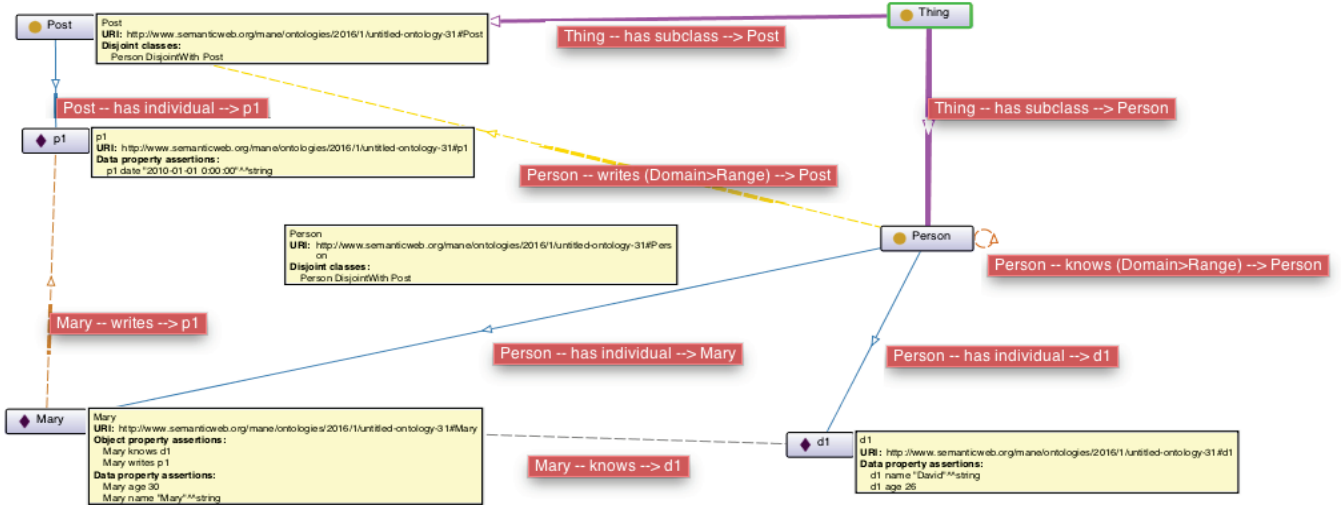 Post
Post
URI: http://www.semanticweb.org/mane/ontologies/2016/1/untitled-ontology-31#Post
Disjoint classes:
Person DisjointWith Post
Thing
Thing -- has subclass --> Post
Post -- has individual --> p1
Thing -- has subclass --> Person
p1
p1
URI: http://www.semanticweb.org/mane/ontologies/2016/1/untitled-ontology-31#p1
Data property assertions:
p1 date "2010-01-01 0:00:00"^^string
Person -- writes (Domain>Range) --> Post
Person
URI: http://www.semanticweb.org/mane/ontologies/2016/1/untitled-ontology-31#Pers
on
Disjoint classes:
Person DisjointWith Post
Person
Person -- knows (Domain>Range) --> Person
Mary -- writes --> p1
Person -- has individual --> Mary
Person -- has individual --> d1
Mary
Mary
URI: http://www.semanticweb.org/mane/ontologies/2016/1/untitled-ontology-31#Mary
Object property assertions:
Mary knows d1
Mary writes p1
Data property assertions:
Mary age 30
Mary name "Mary"^^string
Mary -- knows --> d1
d1
d1
URI: http://www.semanticweb.org/mane/ontologies/2016/1/untitled-ontology-31#d1
Data property assertions:
d1 name "David"^^string
d1 age 26